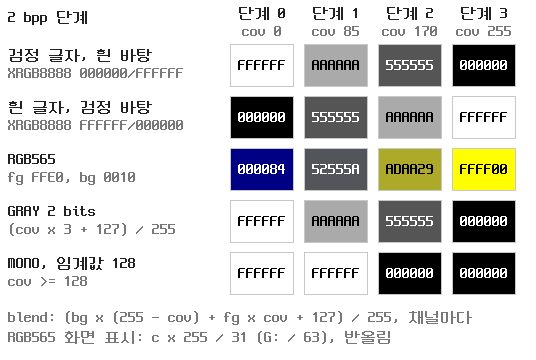 2 bpp 단계
단계 0 단계 1 단계 2 단계 3
cov 0 cov 85 cov 170 cov 255
검정 글자, 흰 바탕
XRGB8888 000000/FFFFFF
FFFFFF AAAAAA 555555 000000
흰 글자, 검정 바탕
XRGB8888 FFFFFF/000000
000000 555555 AAAAAA FFFFFF
RGB565
fg FFE0, bg 0010
000084 52555A ADAA29 FFFF00
GRAY 2 bits
(cov x 3 + 127) / 255
FFFFFF AAAAAA 555555 000000
MONO, 임계값 128
cov >= 128
FFFFFF FFFFFF 000000 000000
blend: (bg x (255 - cov) + fg x cov + 127) / 255, 채널마다
RGB565 화면 표시: c x 255 / 31 (G: / 63), 반올림